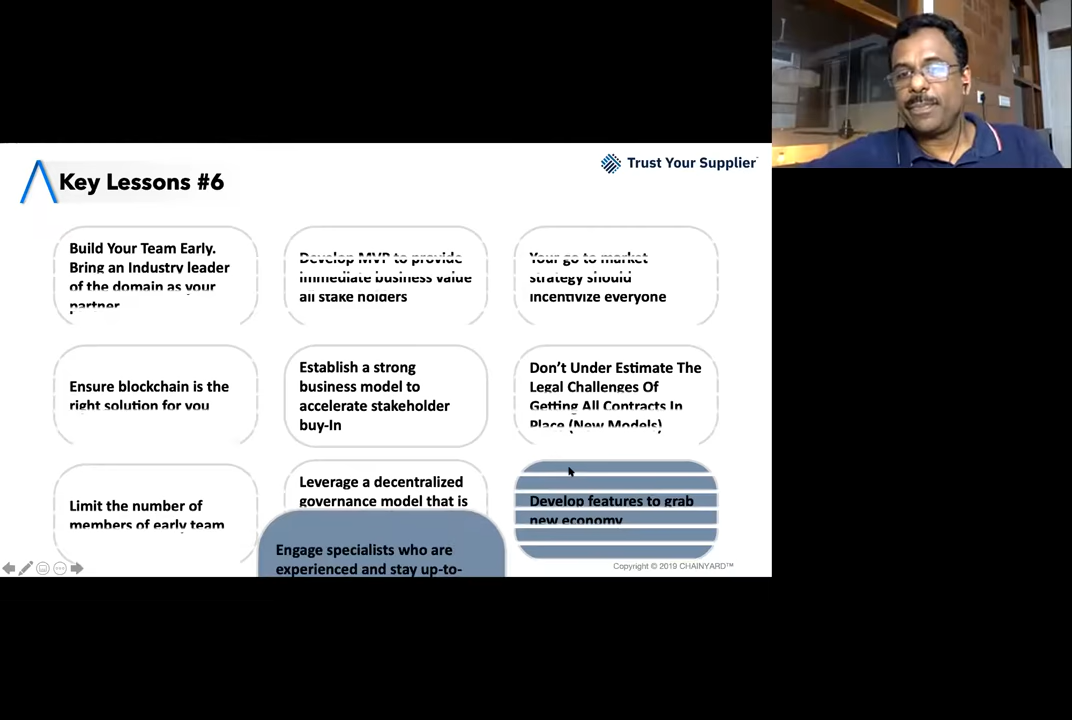 Trust Your Supplier
Key Lessons #6
Build Your Team Early.
Bring an Industry leader
of the domain as your
partner
Develop MVP to provide
immediate business value
all stake holders
Your go to market
strategy should
incentivize everyone
Ensure blockchain is the
right solution for you
Establish a strong
business model to
accelerate stakeholder
buy-In
Don't Under Estimate The
Legal Challenges Of
Getting All Contracts In
Place (New Models)
Limit the number of
members of early team
Leverage a decentralized
governance model that is
Develop features to grab
new economy
Engage specialists who are
experienced and stay up-to-
Copyright © 2019 CHAINYARD™